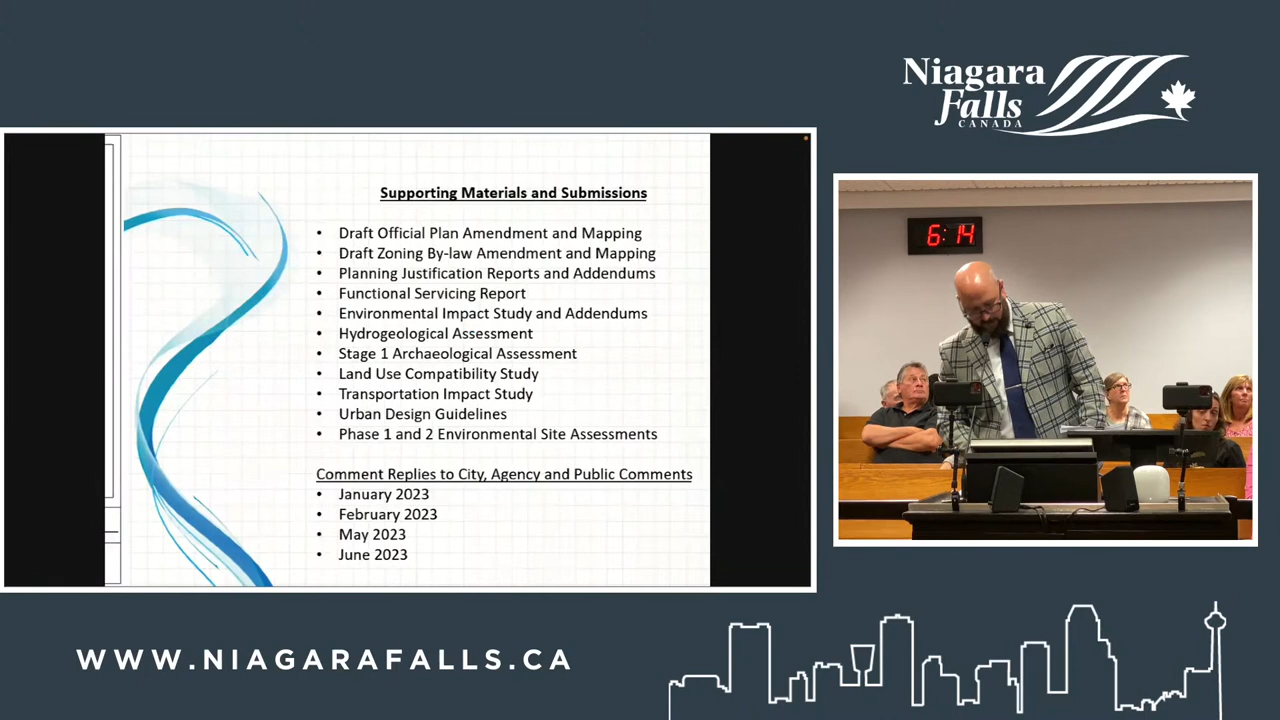 Niagara
Falls
CANADA
Supporting Materials and Submissions
• Draft Official Plan Amendment and Mapping
• Draft Zoning By-law Amendment and Mapping
• Planning Justification Reports and Addendums
• Functional Servicing Report
• Environmental Impact Study and Addendums
• Hydrogeological Assessment
• Stage 1 Archaeological Assessment
• Land Use Compatibility Study
• Transportation Impact Study
• Urban Design Guidelines
• Phase 1 and 2 Environmental Site Assessments
Comment Replies to City, Agency and Public Comments
• January 2023
• February 2023
• May 2023
• June 2023
6:14
WWW.NIAGARAFALLS.CA